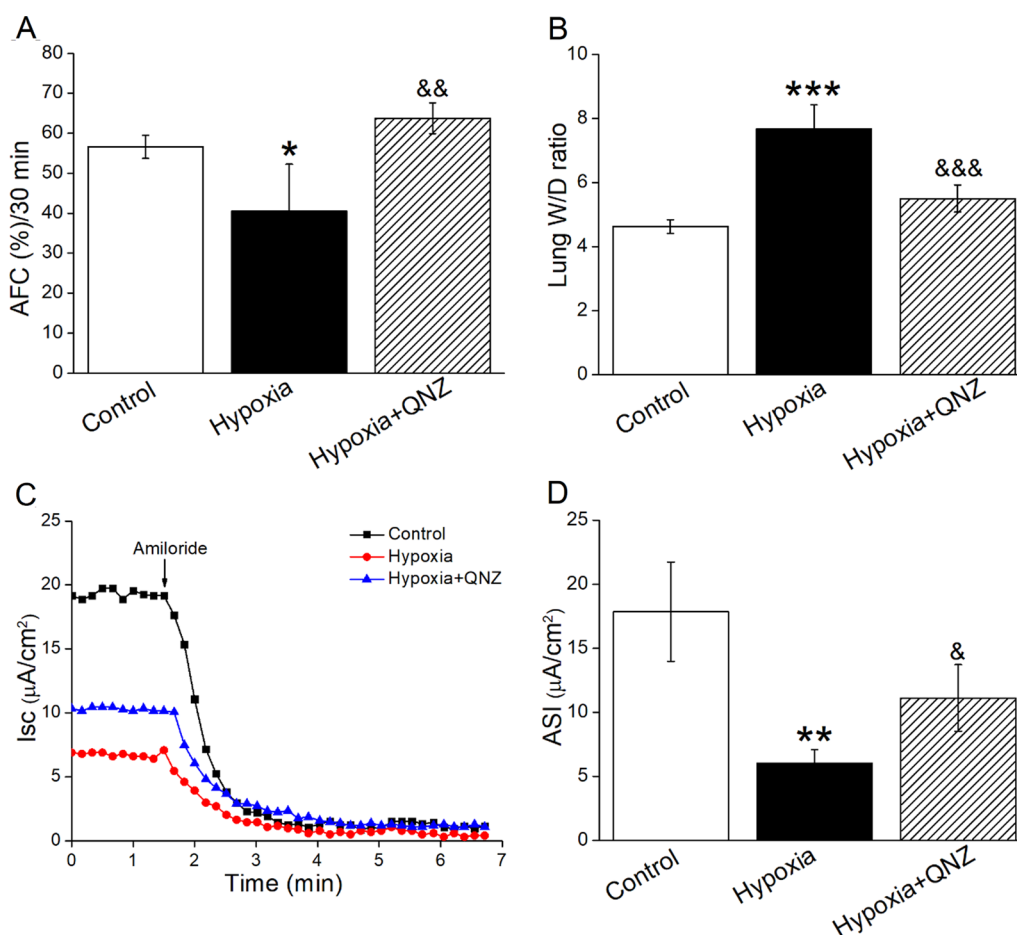 A
AFC (%)/30 min
80
70
60
50
40
30
20
10
0
*
&&
Control
Hypoxia
Hypoxia+QNZ
B
Lung W/D ratio
10
8
6
4
2
0
***
&&&
Control
Hypoxia
Hypoxia+QNZ
C
Isc (μA/cm²)
25
20
15
10
5
0
Amiloride
Control
Hypoxia
Hypoxia+QNZ
0 1 2 3 4 5 6 7
Time (min)
D
ASI (μA/cm²)
25
20
15
10
5
0
**
&
Control
Hypoxia
Hypoxia+QNZ